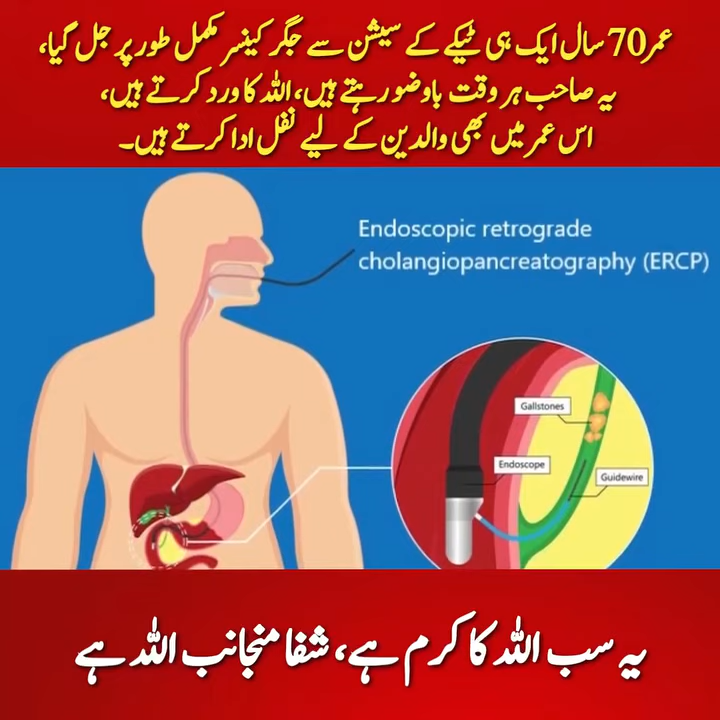 عمر70 سال ایک ہی ٹیکے کے سیشن سے جگر کینسر مکمل طور پر جل گیا،
یہ صاحب ہر وقت باوضو رہتے ہیں، اللہ کا ورد کرتے ہیں،
اس عمر میں بھی والدین کے لیے نفل ادا کرتے ہیں۔
Endoscopic retrograde
cholangiopancreatography (ERCP)
Gallstones
Endoscope
Guidewire
یہ سب اللہ کا کرم ہے، شفا منجانب اللہ ہے